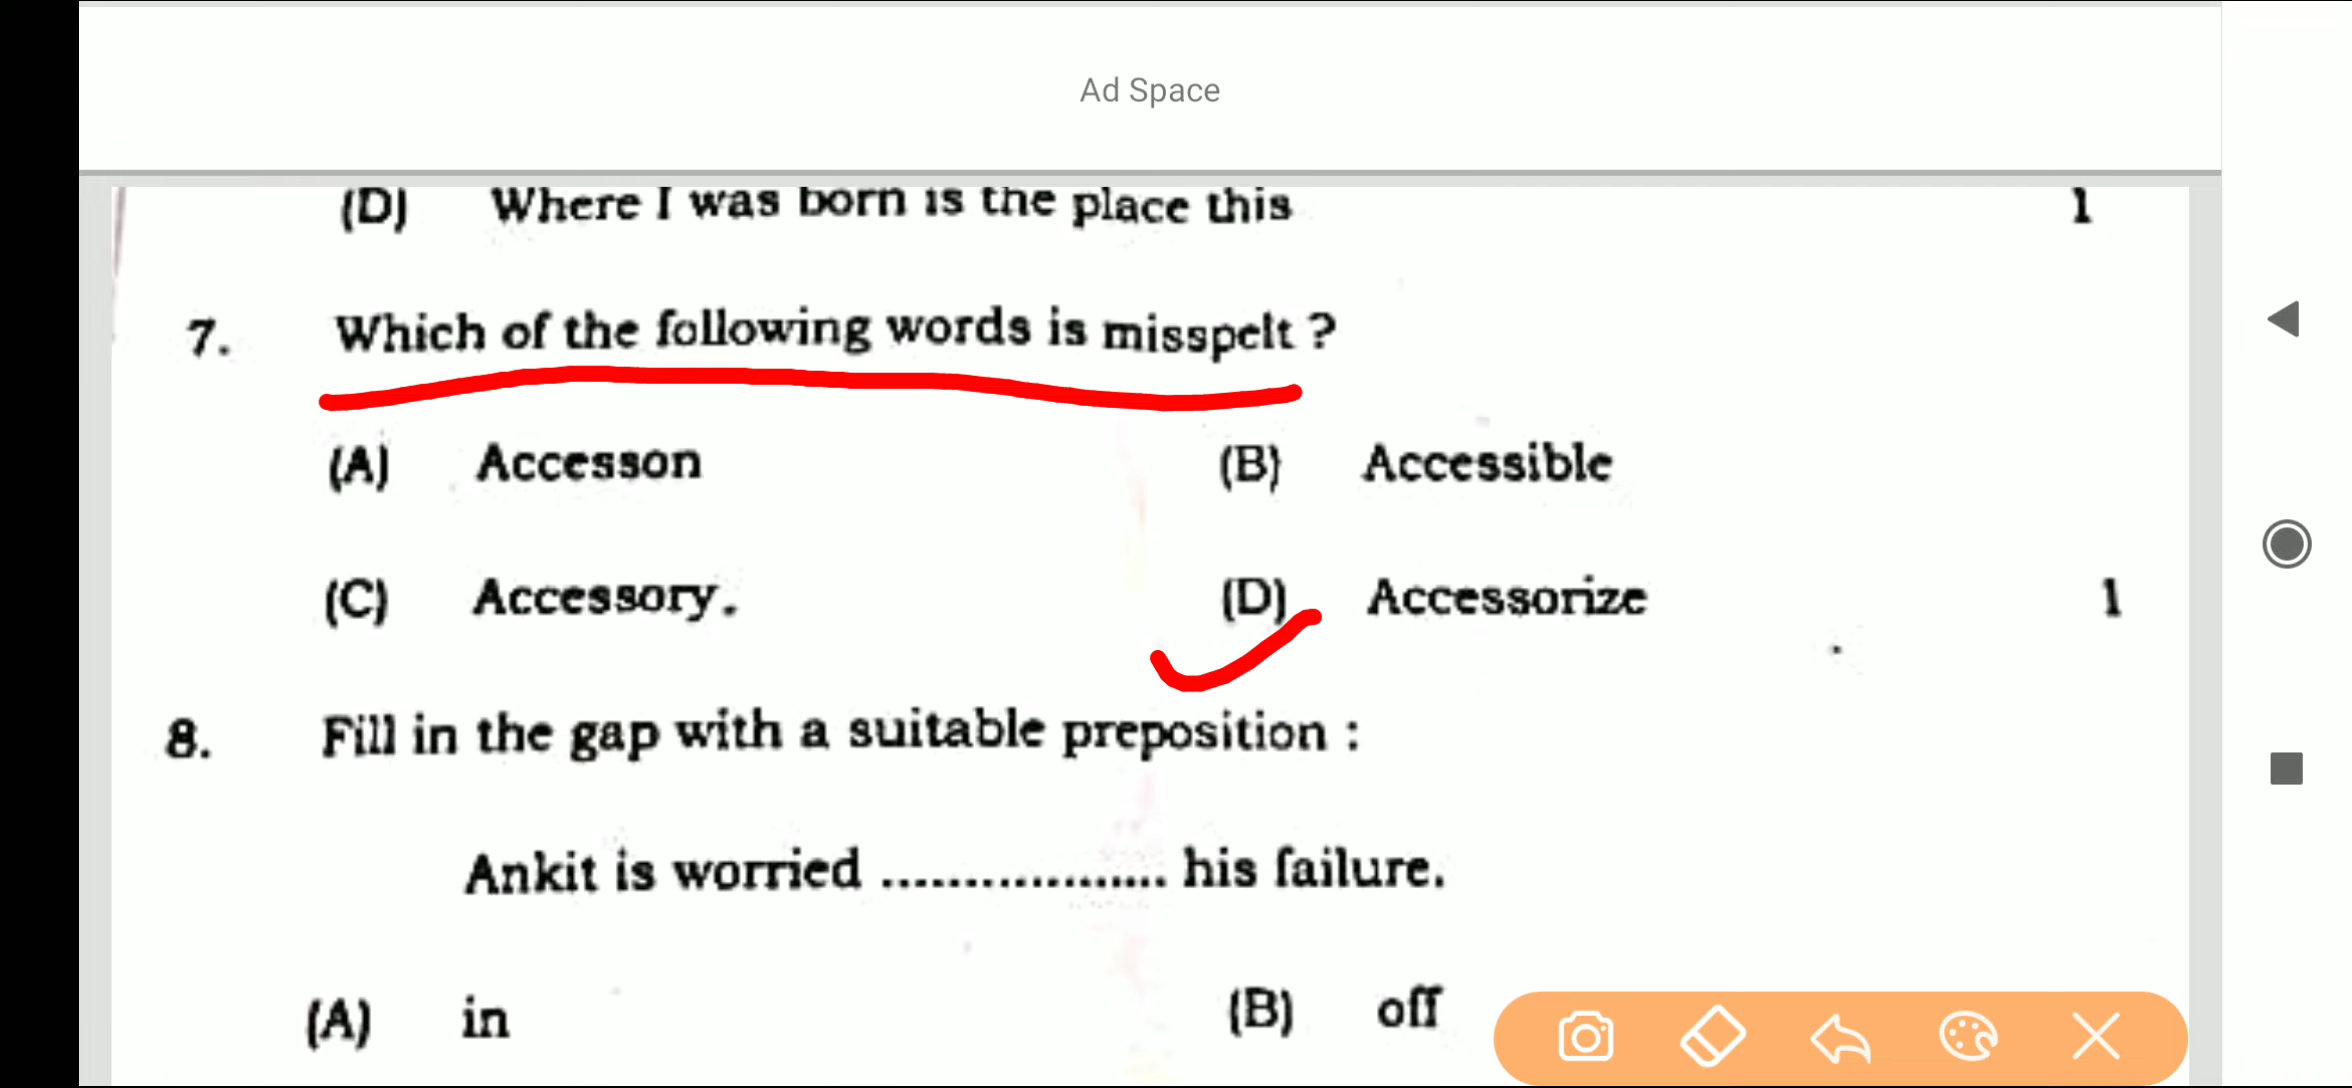 Ad Space
(D) Where I was born is the place this 1
7. Which of the following words is misspelt ?
(A) Accesson (B) Accessible
(C) Accessory. (D) Accessorize 1
8. Fill in the gap with a suitable preposition :
Ankit is worried .................. his failure.
(A) in (B) off